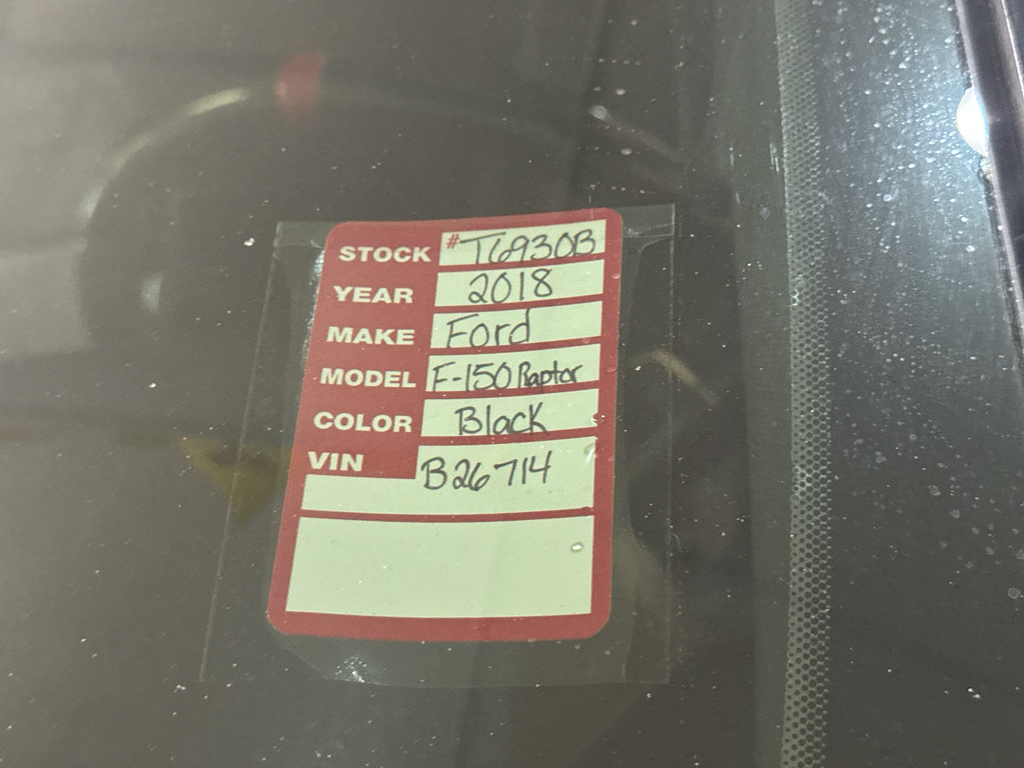 STOCK # T6930B
YEAR 2018
MAKE Ford
MODEL F-150 Raptor
COLOR Black
VIN B26714